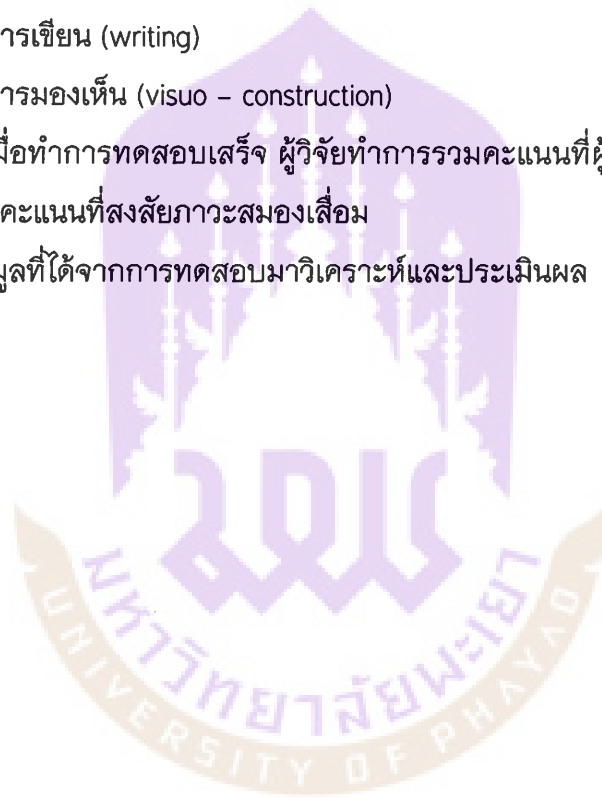 ารเขียน (writing)
ารมองเห็น (visuo – construction)
มื่อทำการทดสอบเสร็จ ผู้วิจัยทำการรวมคะแนนที่ผู้
คะแนนที่สงสัยภาวะสมองเสื่อม
มูลที่ได้จากการทดสอบมาวิเคราะห์และประเมินผล
มหาวิทยาลัยพะเยา
UNIVERSITY OF PHAYAO